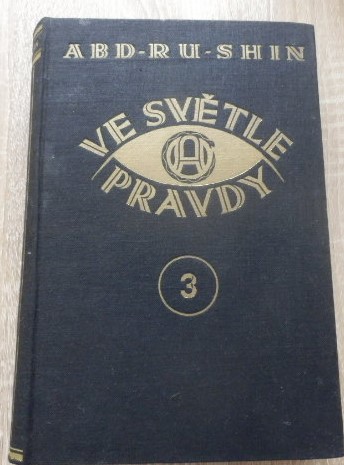 ABD-RU-SHIN
VE SVĚTLE
PRAVDY
3